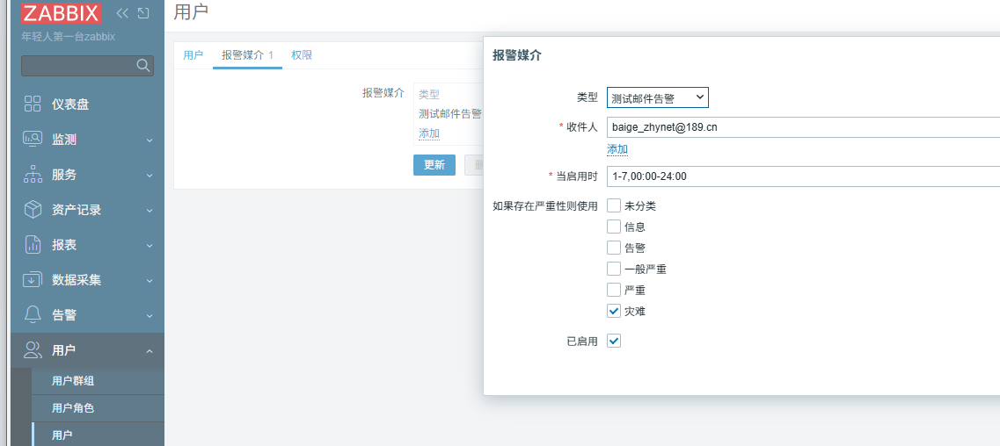 ZABBIX
年轻人第一台zabbix
仪表盘
监测
服务
资产记录
报表
数据采集
告警
用户
用户群组
用户角色
用户
用户
用户 报警媒介 1 权限
报警媒介
类型
测试邮件告警
添加
更新 删
报警媒介
类型 测试邮件告警
* 收件人 baige_zhynet@189.cn
添加
* 当启用时 1-7,00:00-24:00
如果存在严重性则使用 未分类
信息
告警
一般严重
严重
灾难
已启用